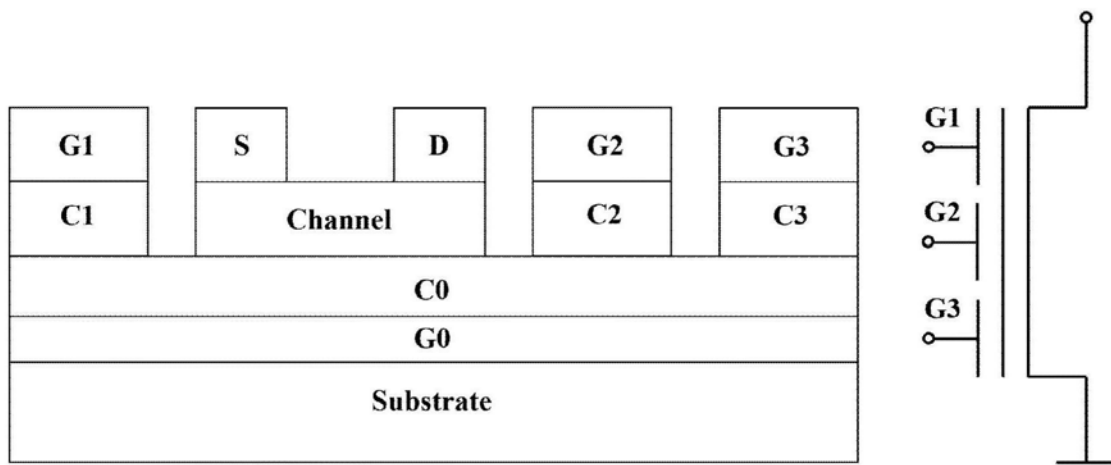 G1 S D G2 G3
C1 Channel C2 C3
C0
G0
Substrate
G1
G2
G3